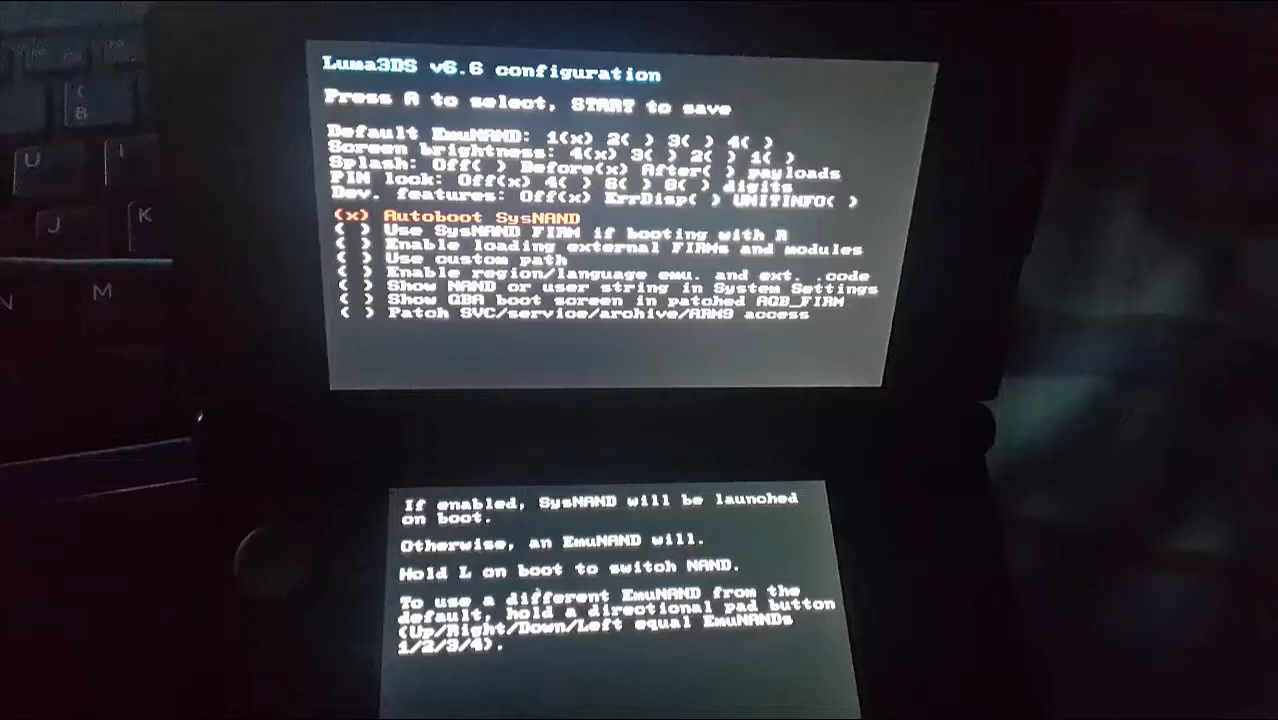 Luma3DS v6.6 configuration
Press A to select, START to save
Default EmuNAND: 1(x) 2( ) 3( ) 4( )
Screen brightness: 4(x) 3( ) 2( ) 1( )
Splash: Off( ) Before(x) After( ) payloads
PIN lock: Off(x) 4( ) 6( ) 8( ) digits
Dev. features: Off(x) ErrDisp( ) UNITINFO( )
(x) Autoboot SysNAND
( ) Use SysNAND FIRM if booting with R
( ) Enable loading external FIRMs and modules
( ) Use custom path
( ) Enable region/language emu. and ext. .code
( ) Show NAND or user string in System Settings
( ) Show GBA boot screen in patched AGB_FIRM
( ) Patch SVC/service/archive/ARM9 access
If enabled, SysNAND will be launched
on boot.
Otherwise, an EmuNAND will.
Hold L on boot to switch NAND.
To use a different EmuNAND from the
default, hold a directional pad button
(Up/Right/Down/Left equal EmuNANDs
1/2/3/4).
U
I
J
K
N
M